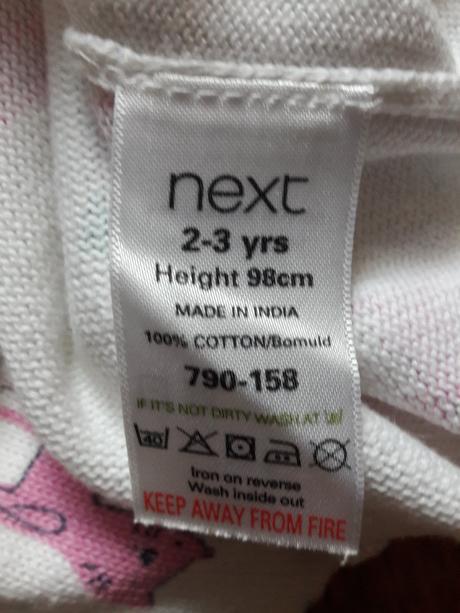 next
2-3 yrs
Height 98cm
MADE IN INDIA
100% COTTON/Bomuld
790-158
IF IT'S NOT DIRTY WASH AT
40
Iron on reverse
Wash inside out
KEEP AWAY FROM FIRE